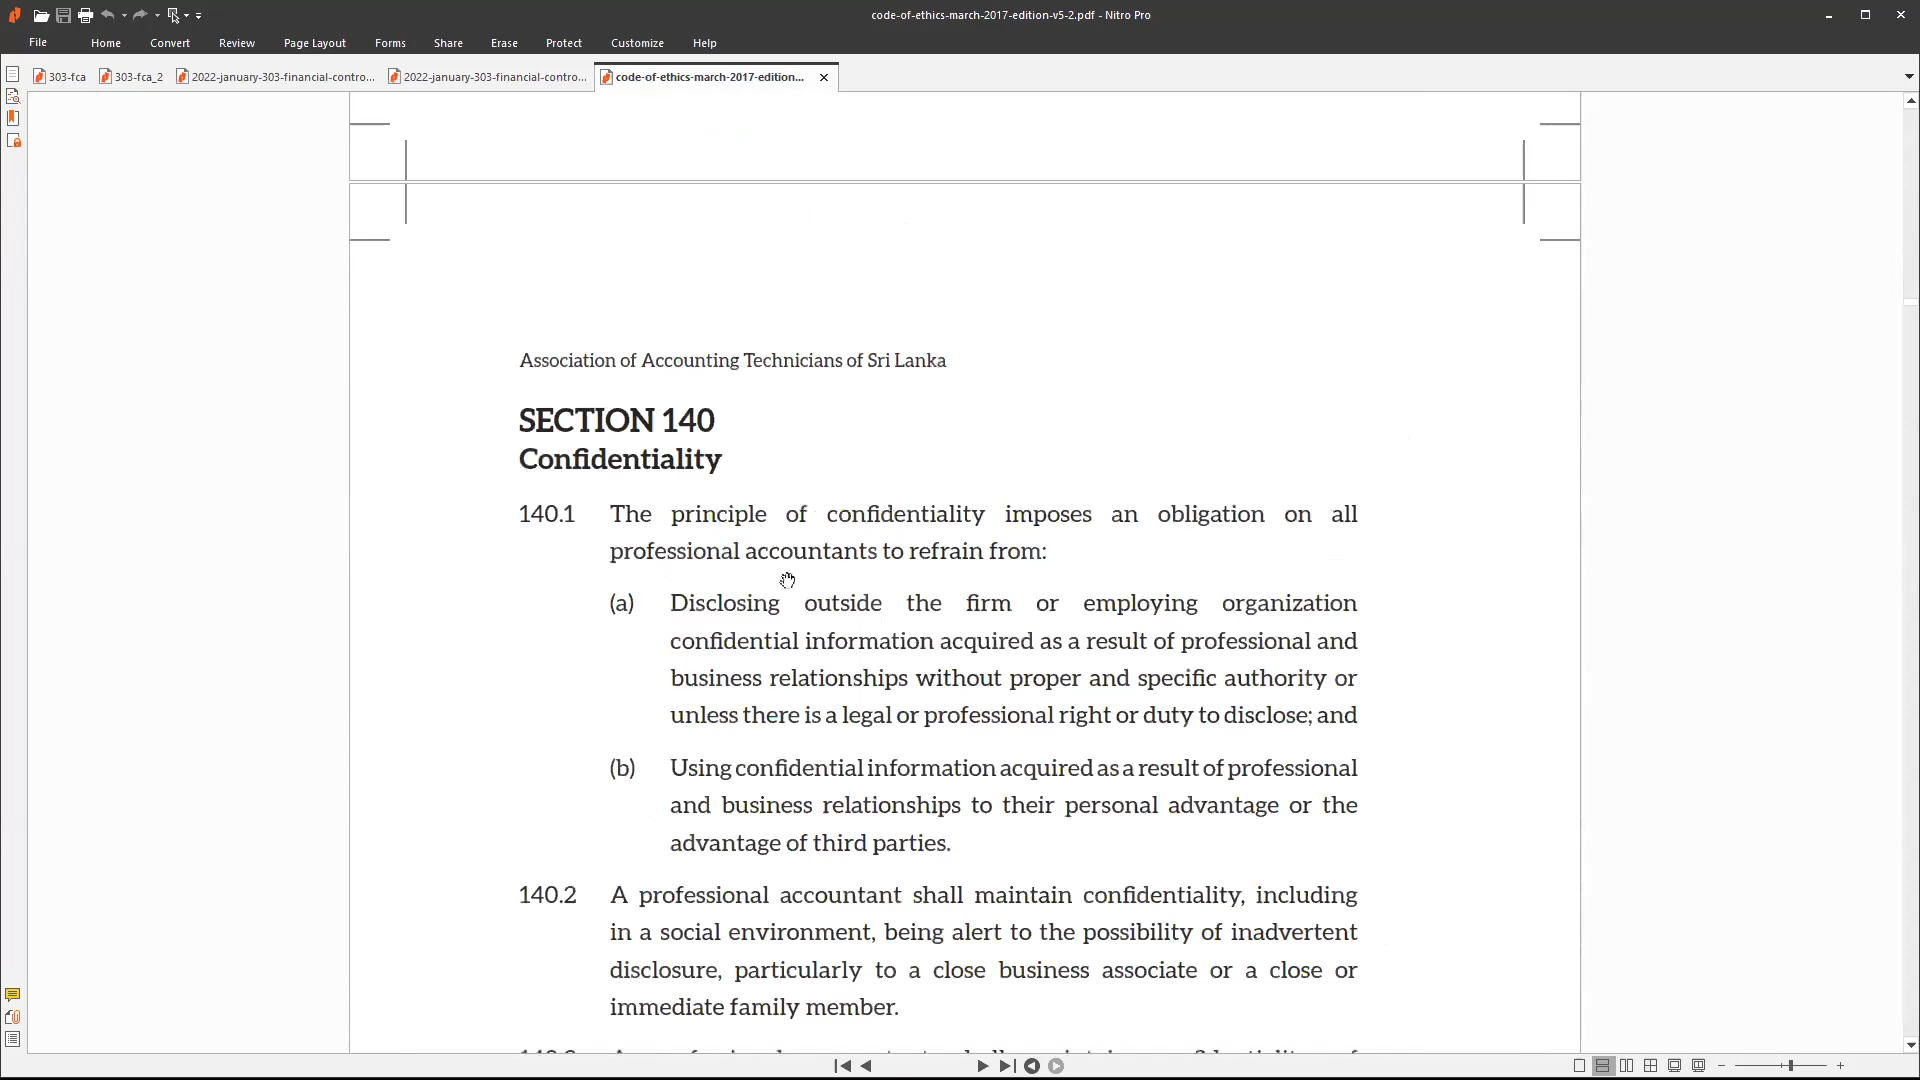 code-of-ethics-march-2017-edition-v5-2.pdf - Nitro Pro
File Home Convert Review Page Layout Forms Share Erase Protect Customize Help
303-fca 303-fca_2 2022-january-303-financial-contro... 2022-january-303-financial-contro... code-of-ethics-march-2017-edition...
Association of Accounting Technicians of Sri Lanka
SECTION 140
Confidentiality
140.1 The principle of confidentiality imposes an obligation on all
professional accountants to refrain from:
(a) Disclosing outside the firm or employing organization
confidential information acquired as a result of professional and
business relationships without proper and specific authority or
unless there is a legal or professional right or duty to disclose; and
(b) Using confidential information acquired as a result of professional
and business relationships to their personal advantage or the
advantage of third parties.
140.2 A professional accountant shall maintain confidentiality, including
in a social environment, being alert to the possibility of inadvertent
disclosure, particularly to a close business associate or a close or
immediate family member.